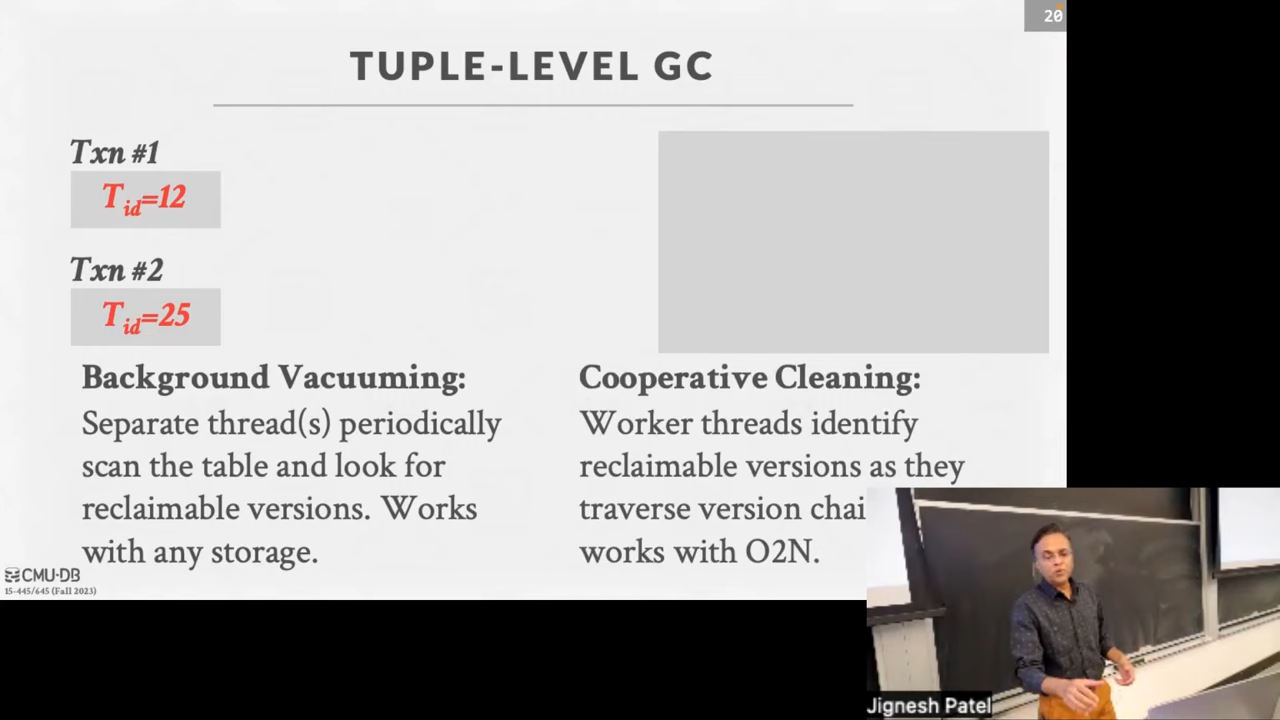 20
TUPLE-LEVEL GC
Txn #1
Tid=12
Txn #2
Tid=25
Background Vacuuming:
Separate thread(s) periodically
scan the table and look for
reclaimable versions. Works
with any storage.
Cooperative Cleaning:
Worker threads identify
reclaimable versions as they
traverse version chai
works with O2N.
CMU·DB
15-445/645 (Fall 2023)
Jignesh Patel